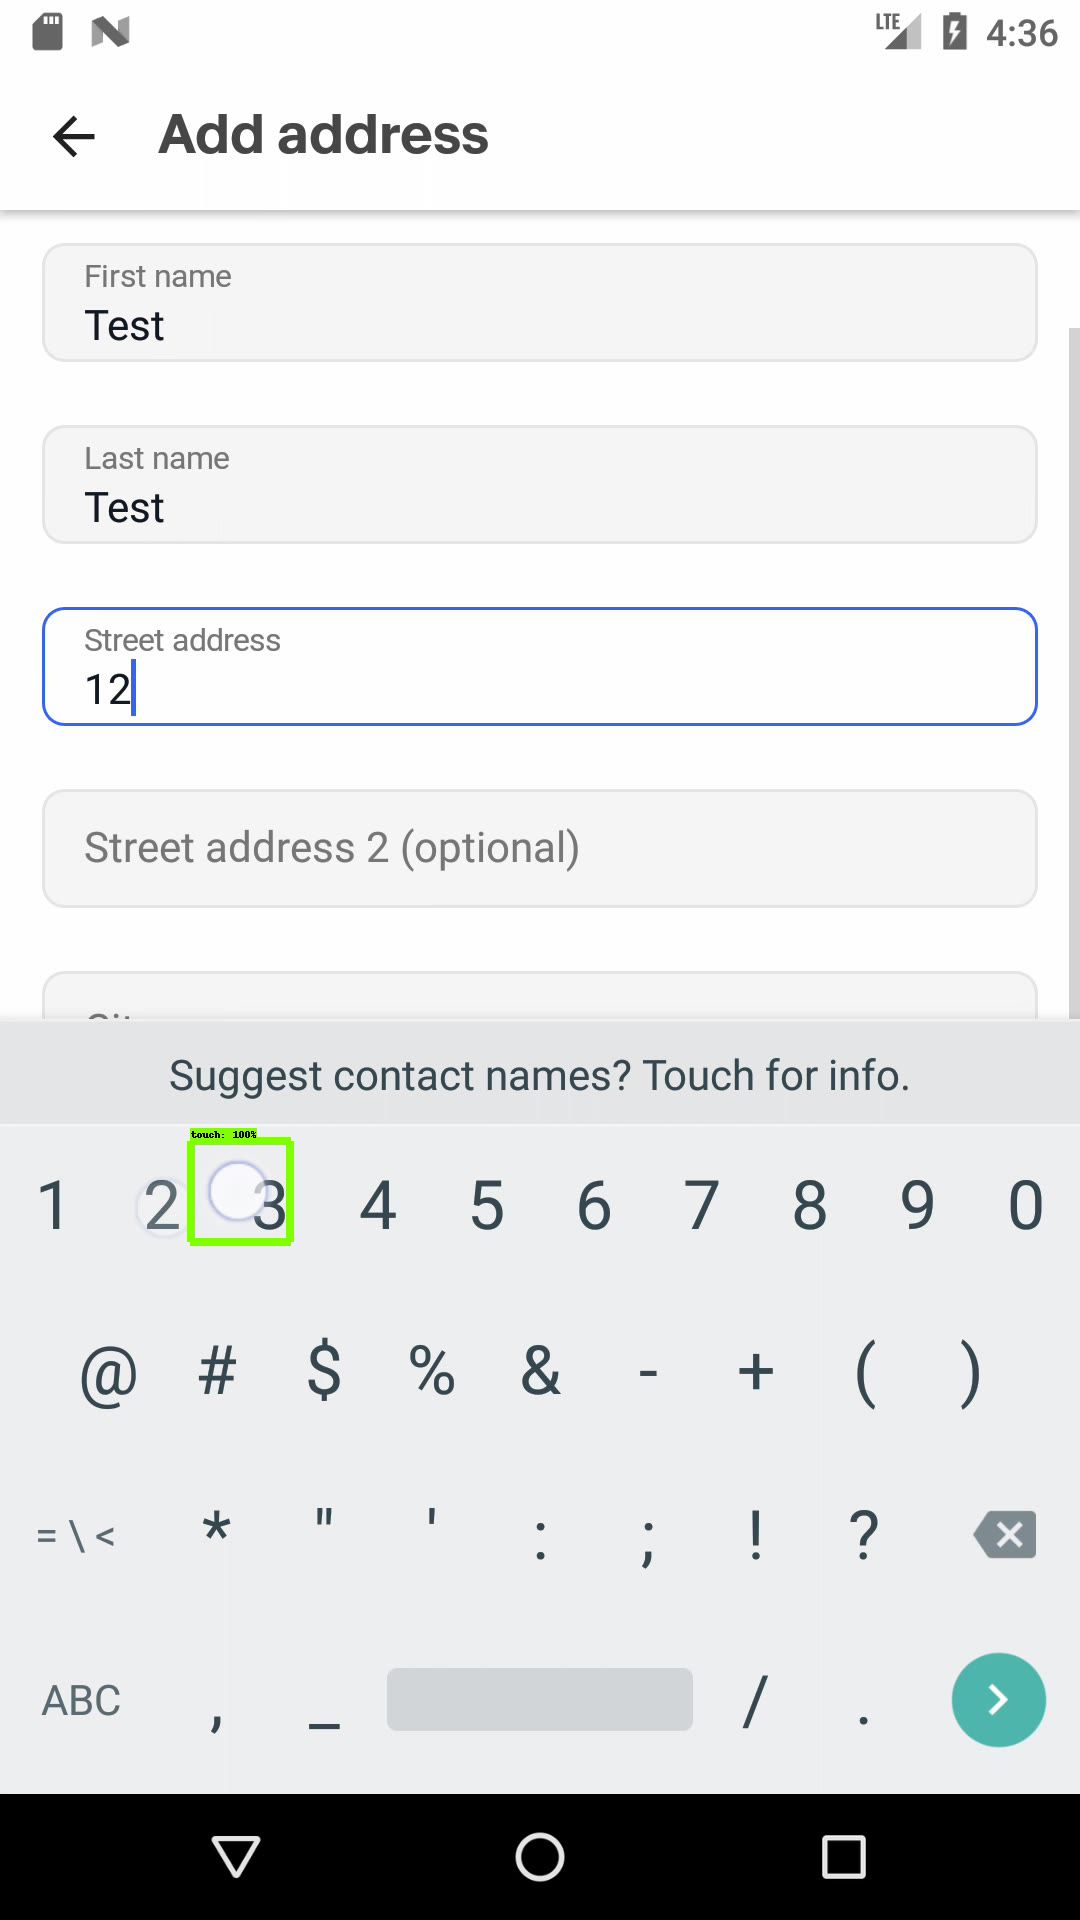 LTE 4:36
Add address
First name
Test
Last name
Test
Street address
12
Street address 2 (optional)
Suggest contact names? Touch for info.
touch: 100%
1 2 3 4 5 6 7 8 9 0
@ # $ % & - + ( )
= \ < * " ' : ; ! ?
ABC , _ / .